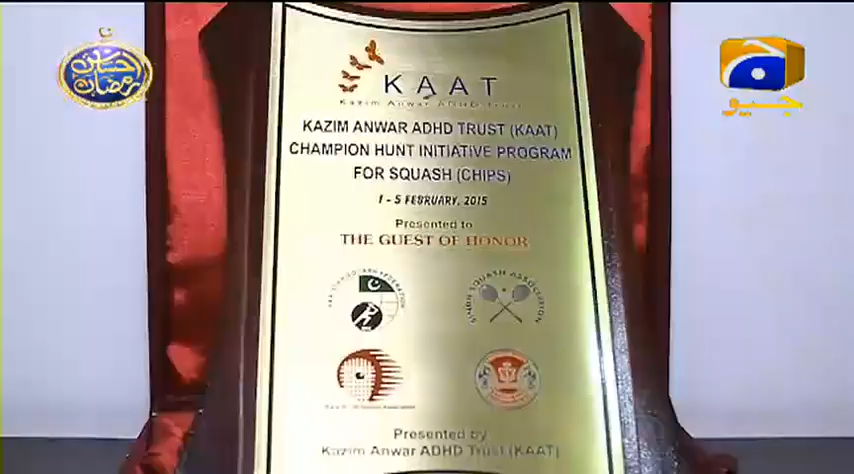 احسن رمضان
جیو
KAAT
KAZIM ANWAR ADHD TRUST
KAZIM ANWAR ADHD TRUST (KAAT)
CHAMPION HUNT INITIATIVE PROGRAM
FOR SQUASH (CHIPS)
1 - 5 FEBRUARY, 2015
Presented to
THE GUEST OF HONOR
SINDH SQUASH ASSOCIATION
Presented by
Kazim Anwar ADHD Trust (KAAT)